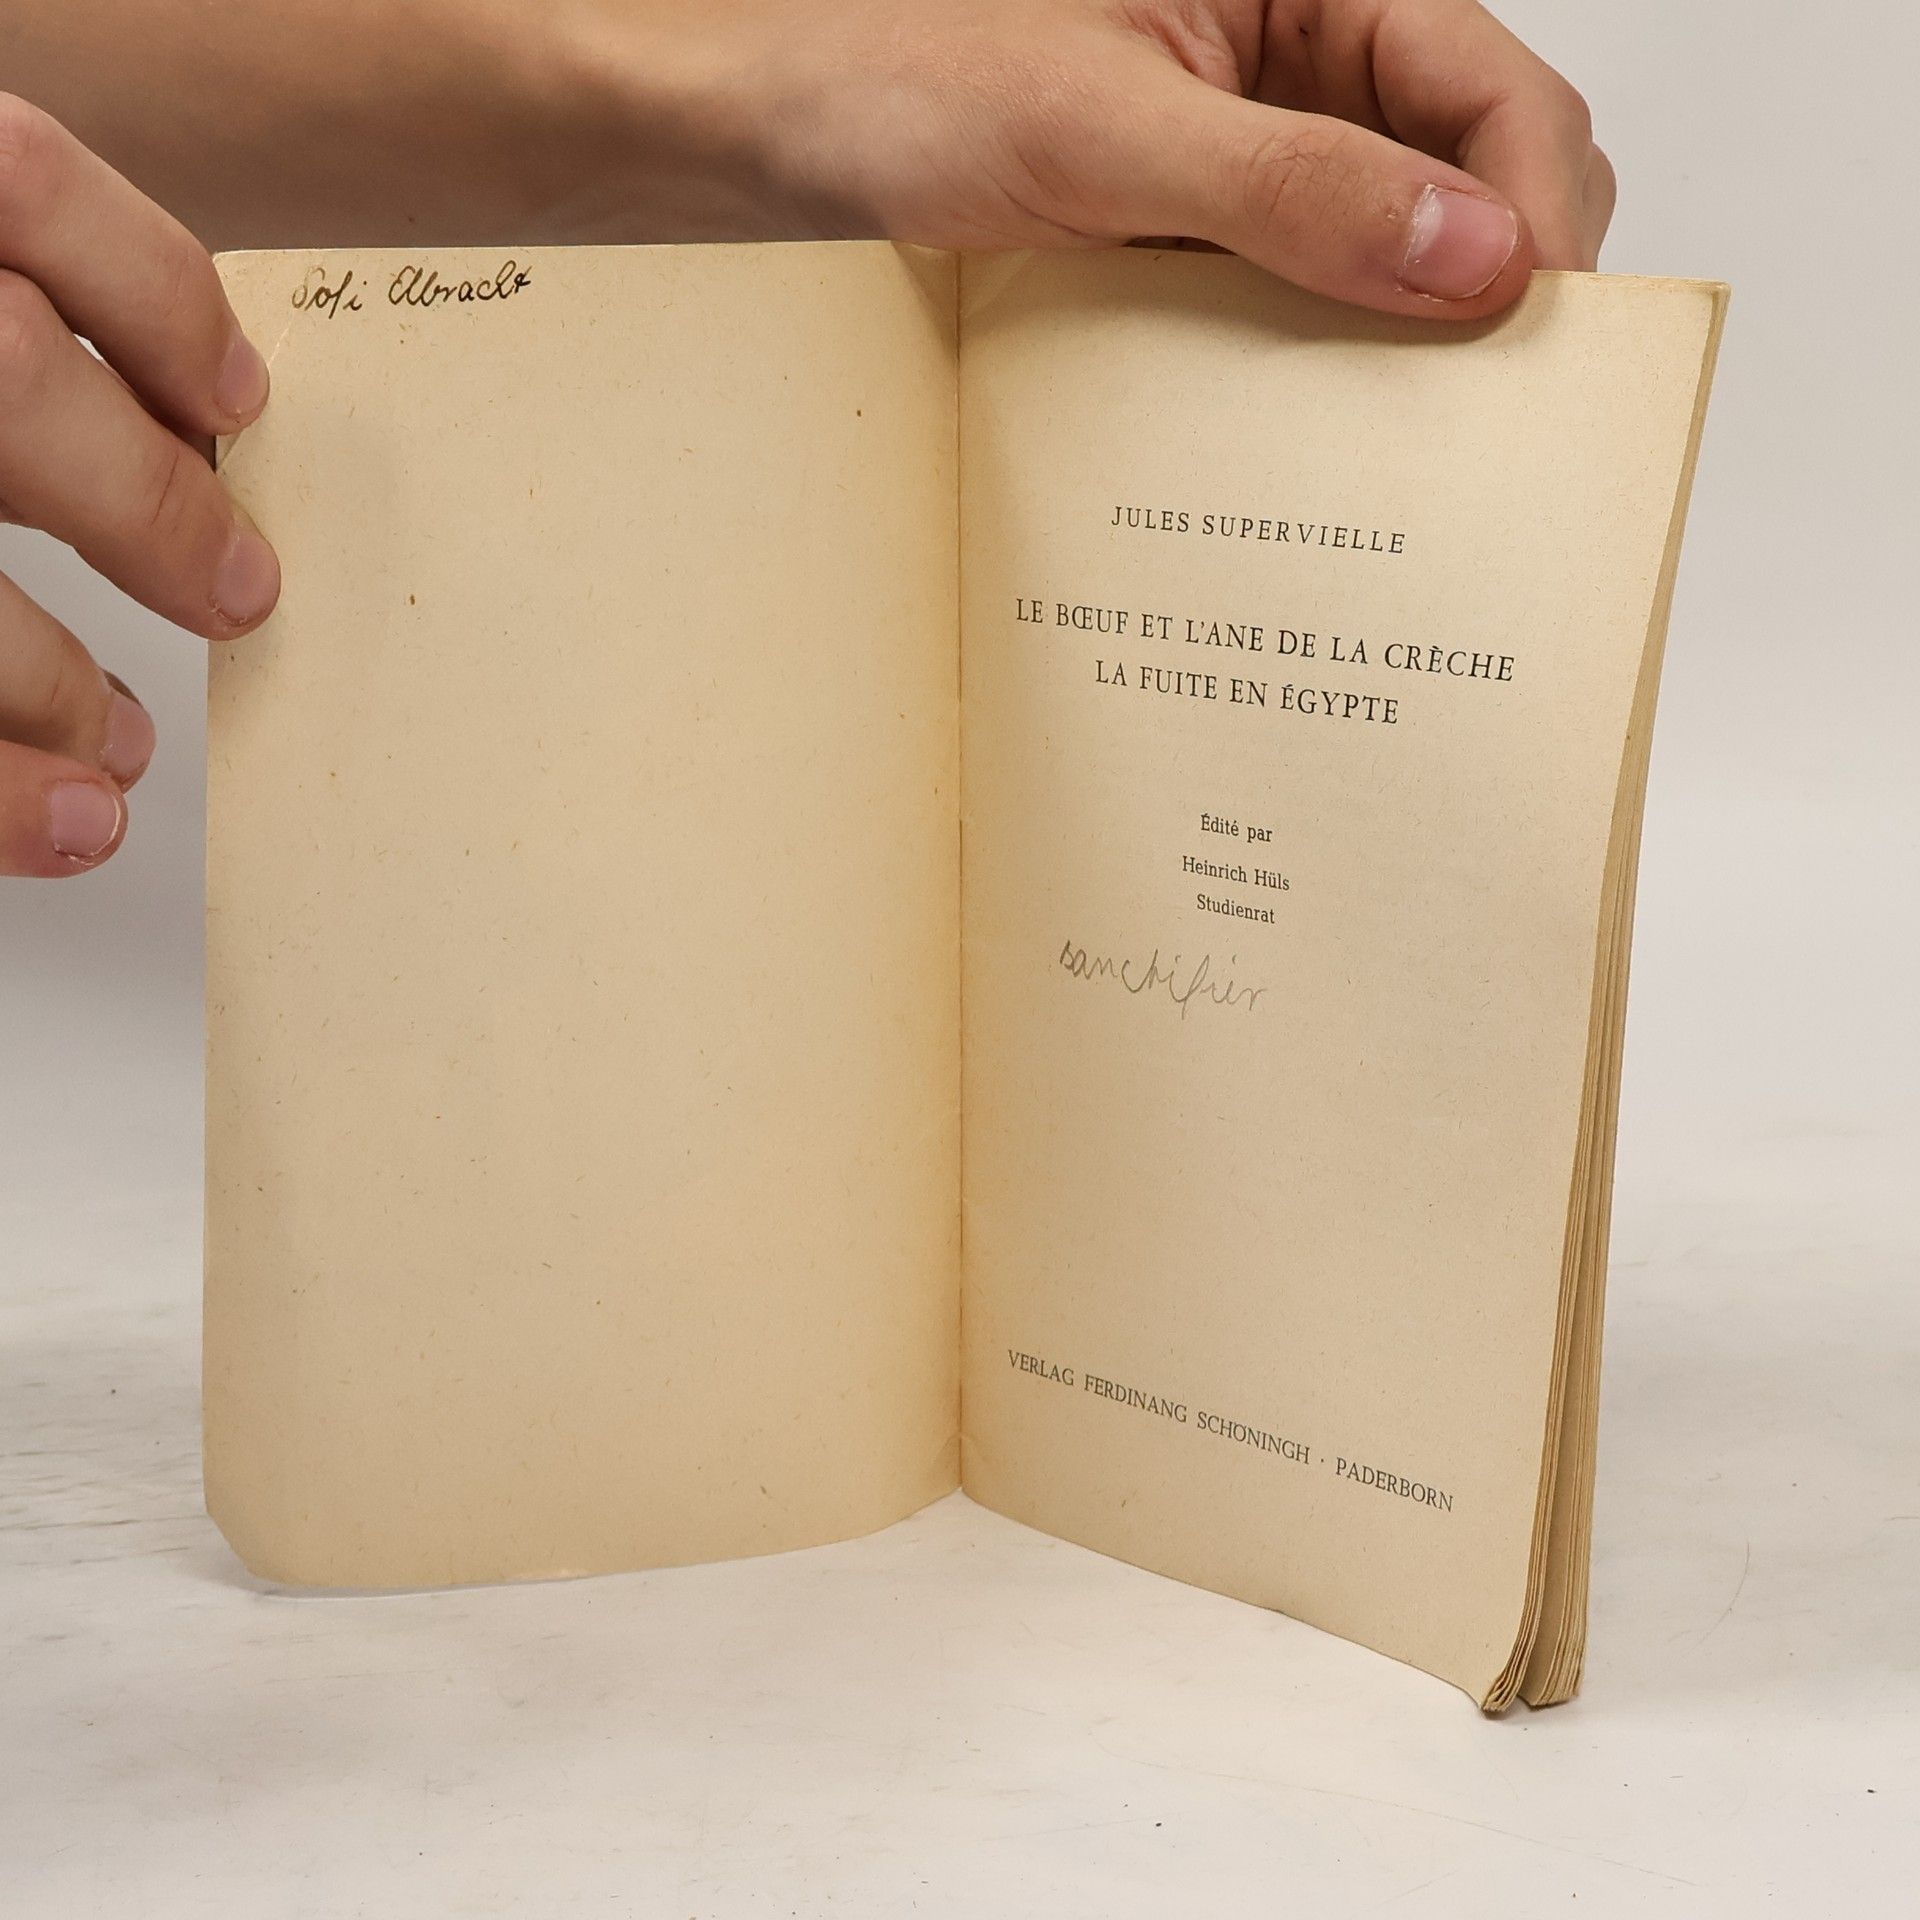 Sofi Elbracht
JULES SUPERVIELLE
LE BŒUF ET L'ANE DE LA CRÈCHE
LA FUITE EN ÉGYPTE
Édité par
Heinrich Hüls
Studienrat
sanctifier
VERLAG FERDINANG SCHÖNINGH · PADERBORN